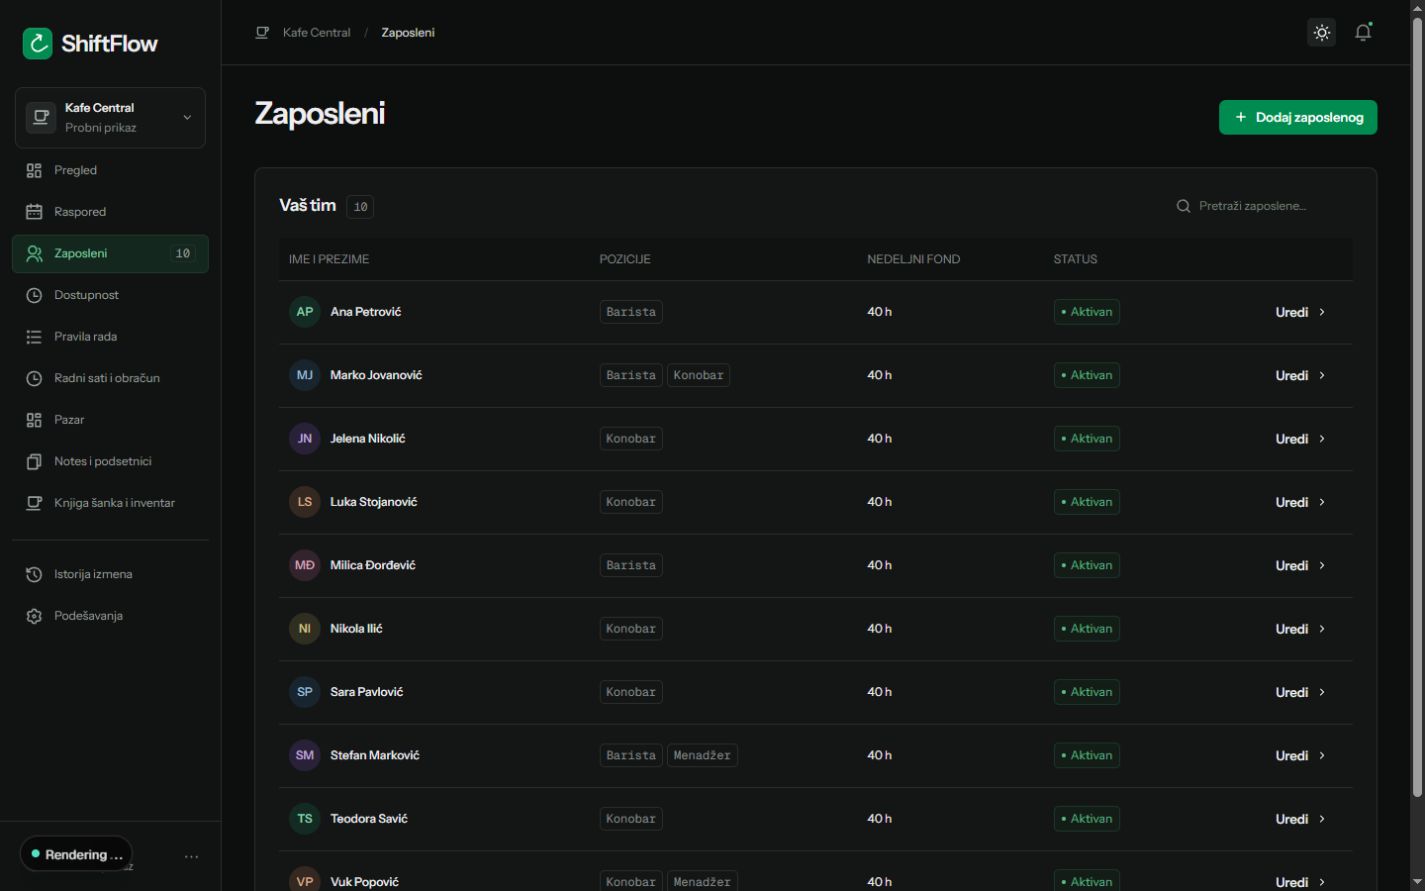 ShiftFlow
Kafe Central
Probni prikaz
Pregled
Raspored
Zaposleni 10
Dostupnost
Pravila rada
Radni sati i obračun
Pazar
Notes i podsetnici
Knjiga šanka i inventar
Istorija izmena
Podešavanja
Rendering ...
Kafe Central / Zaposleni
Zaposleni
+ Dodaj zaposlenog
Vaš tim 10
Pretraži zaposlene...
IME I PREZIME POZICIJE NEDELJNI FOND STATUS
AP Ana Petrović Barista 40 h Aktivan Uredi
MJ Marko Jovanović Barista Konobar 40 h Aktivan Uredi
JN Jelena Nikolić Konobar 40 h Aktivan Uredi
LS Luka Stojanović Konobar 40 h Aktivan Uredi
MĐ Milica Đorđević Barista 40 h Aktivan Uredi
NI Nikola Ilić Konobar 40 h Aktivan Uredi
SP Sara Pavlović Konobar 40 h Aktivan Uredi
SM Stefan Marković Barista Menadžer 40 h Aktivan Uredi
TS Teodora Savić Konobar 40 h Aktivan Uredi
VP Vuk Popović Konobar Menadžer 40 h Aktivan Uredi